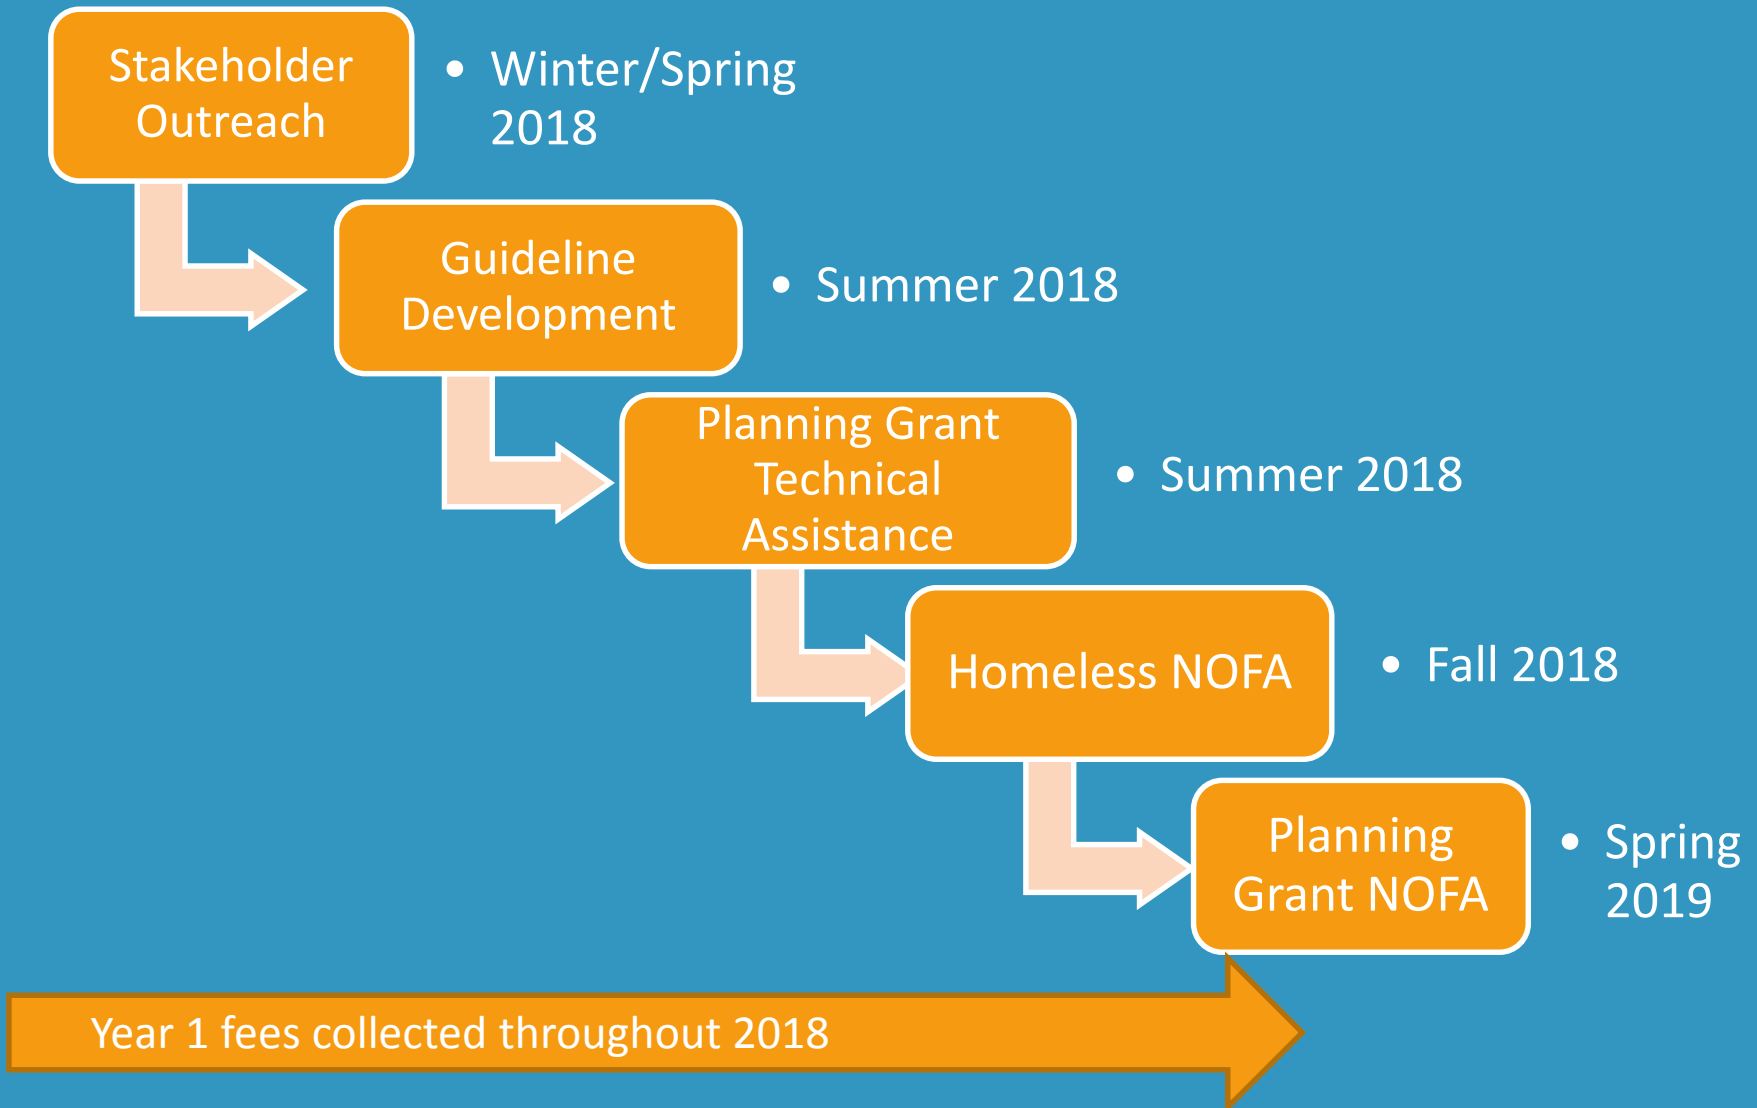 Stakeholder
Outreach
• Winter/Spring
2018
Guideline
Development
• Summer 2018
Planning Grant
Technical
Assistance
• Summer 2018
Homeless NOFA
• Fall 2018
Planning
Grant NOFA
• Spring
2019
Year 1 fees collected throughout 2018